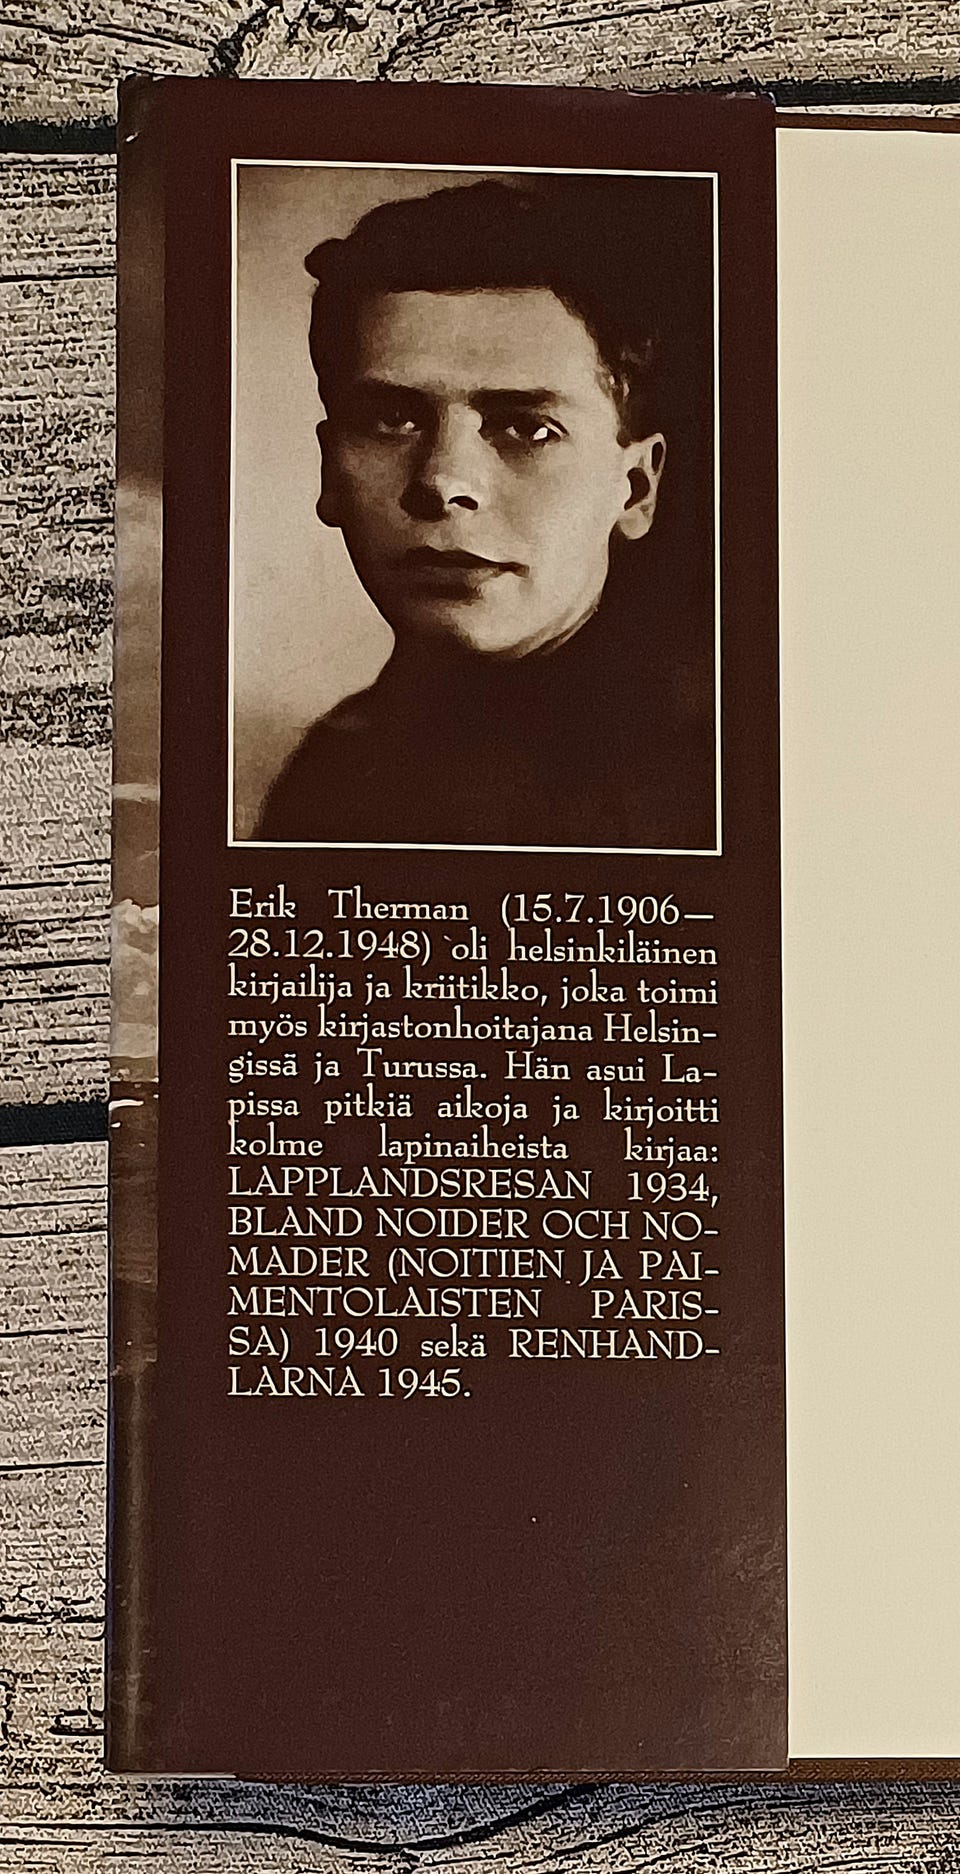 Erik Therman (15.7.1906—
28.12.1948) oli helsinkiläinen
kirjailija ja kriitikko, joka toimi
myös kirjastonhoitajana Helsin-
gissä ja Turussa. Hän asui La-
pissa pitkiä aikoja ja kirjoitti
kolme lapinaiheista kirjaa:
LAPPLANDSRESAN 1934,
BLAND NOIDER OCH NO-
MADER (NOITIEN JA PAI-
MENTOLAISTEN PARIS-
SA) 1940 sekä RENHAND-
LARNA 1945.